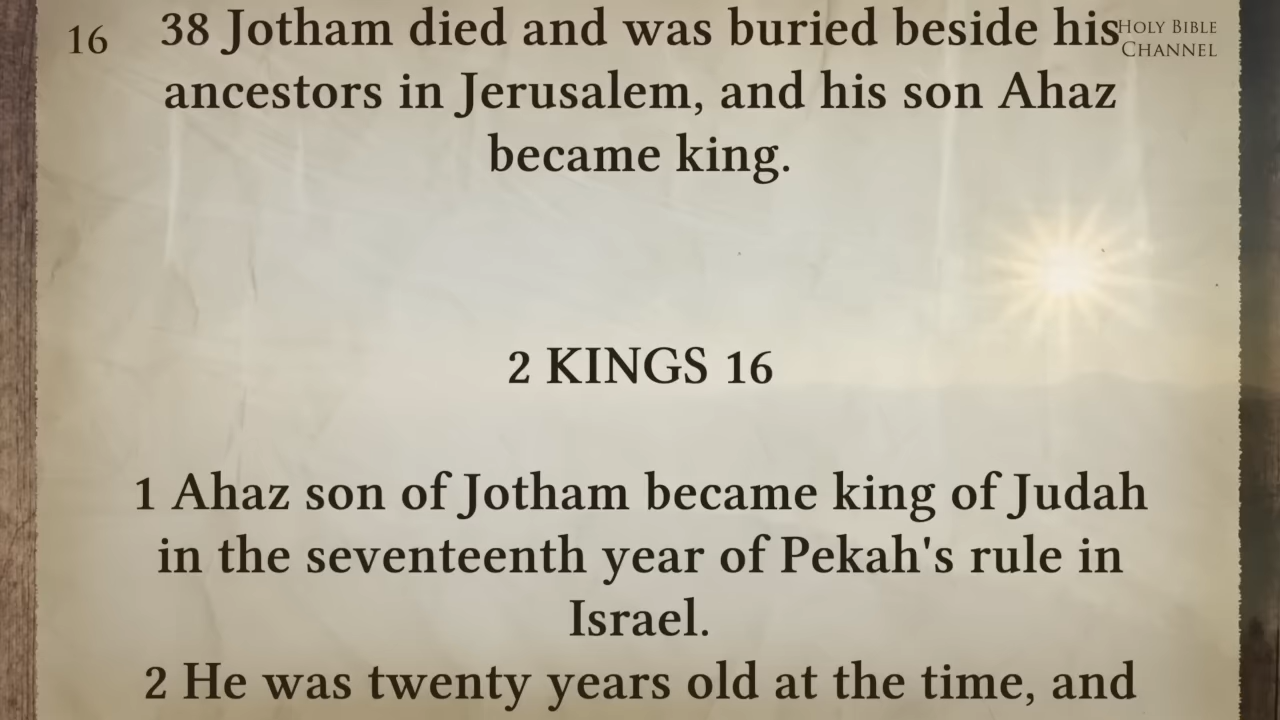 16
38 Jotham died and was buried beside his
ancestors in Jerusalem, and his son Ahaz
became king.
HOLY BIBLE
CHANNEL
2 KINGS 16
1 Ahaz son of Jotham became king of Judah
in the seventeenth year of Pekah's rule in
Israel.
2 He was twenty years old at the time, and